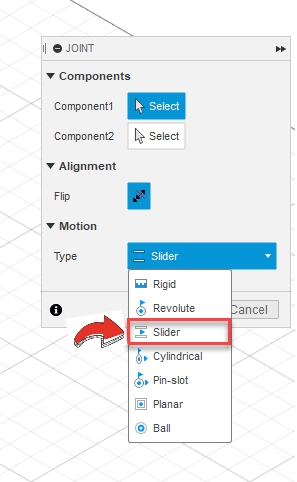 JOINT
Components
Component1 Select
Component2 Select
Alignment
Flip
Motion
Type Slider
Rigid
Revolute
Cancel
Slider
Cylindrical
Pin-slot
Planar
Ball